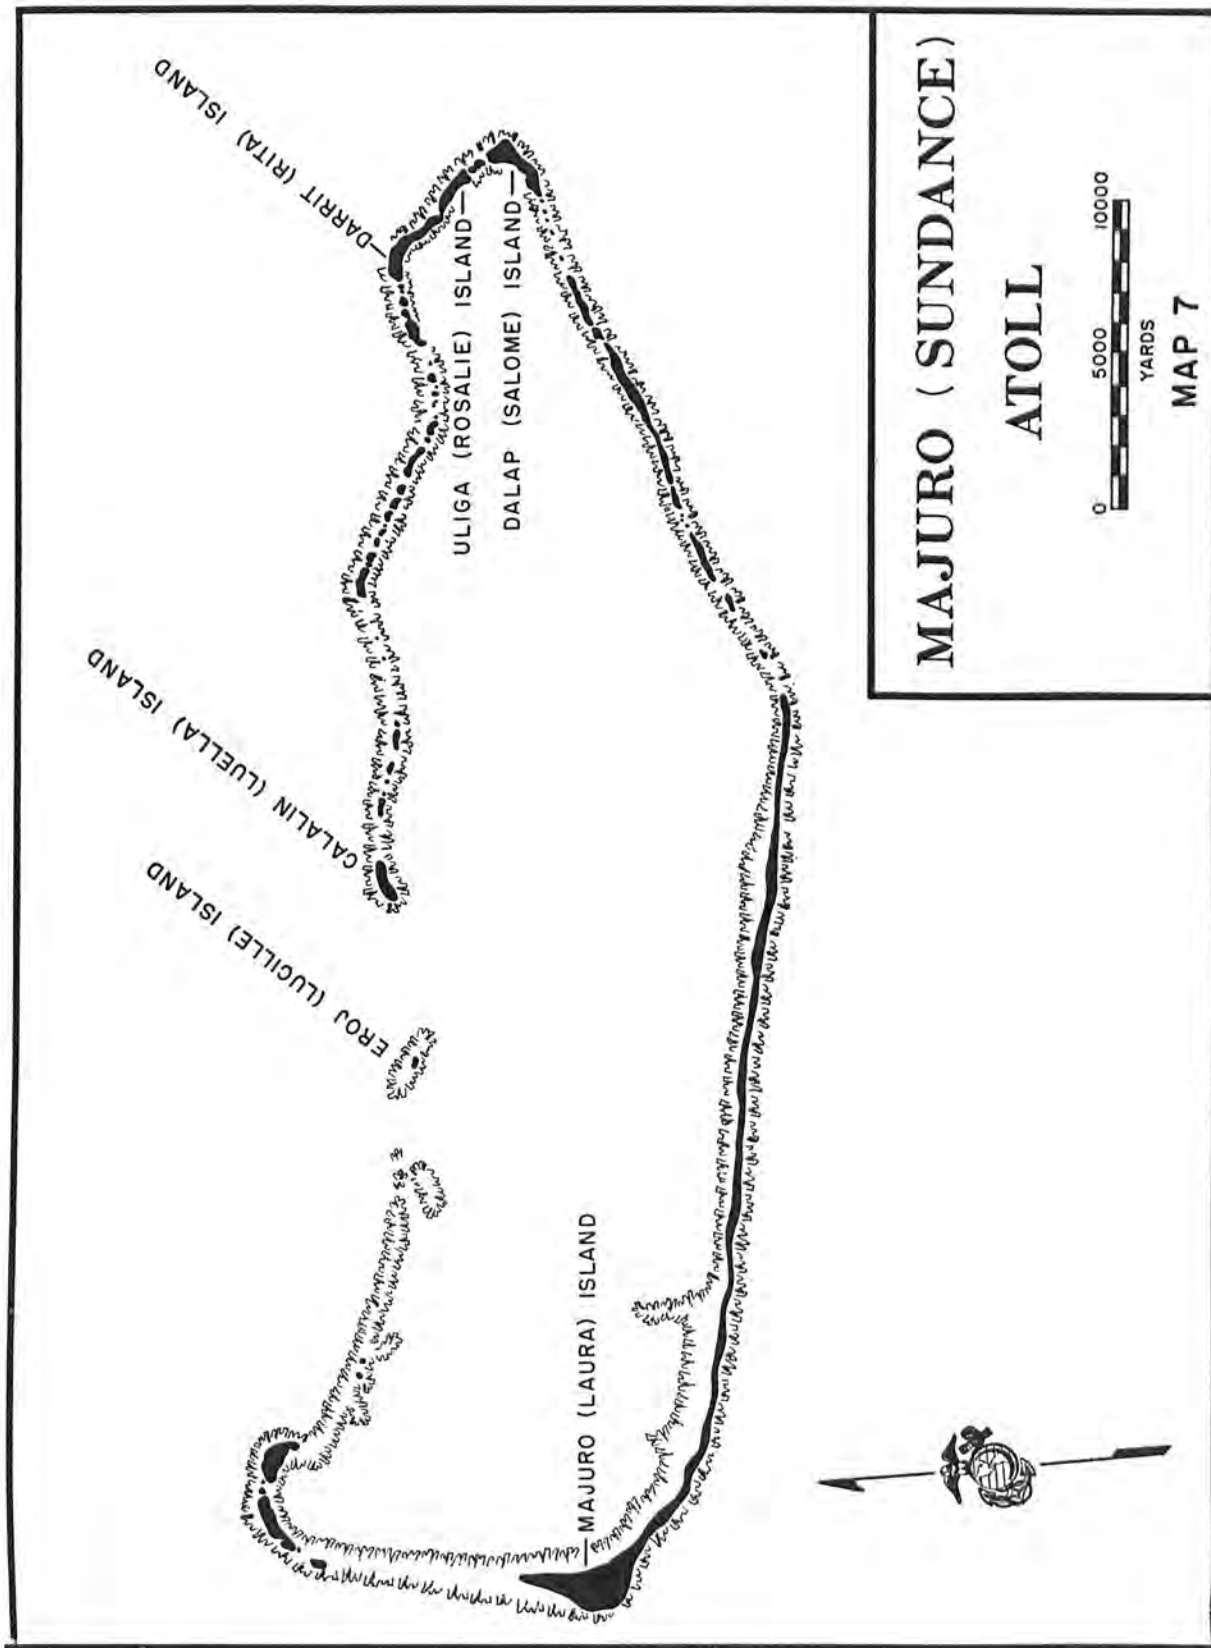 DARRIT (RITA) ISLAND
CALALIN (LUELLA) ISLAND
EROJ (LUCILLE) ISLAND
ULIGA (ROSALIE) ISLAND
DALAP (SALOME) ISLAND
MAJURO (LAURA) ISLAND
MAJURO (SUNDANCE)
ATOLL
0 5000 10000
YARDS
MAP 7